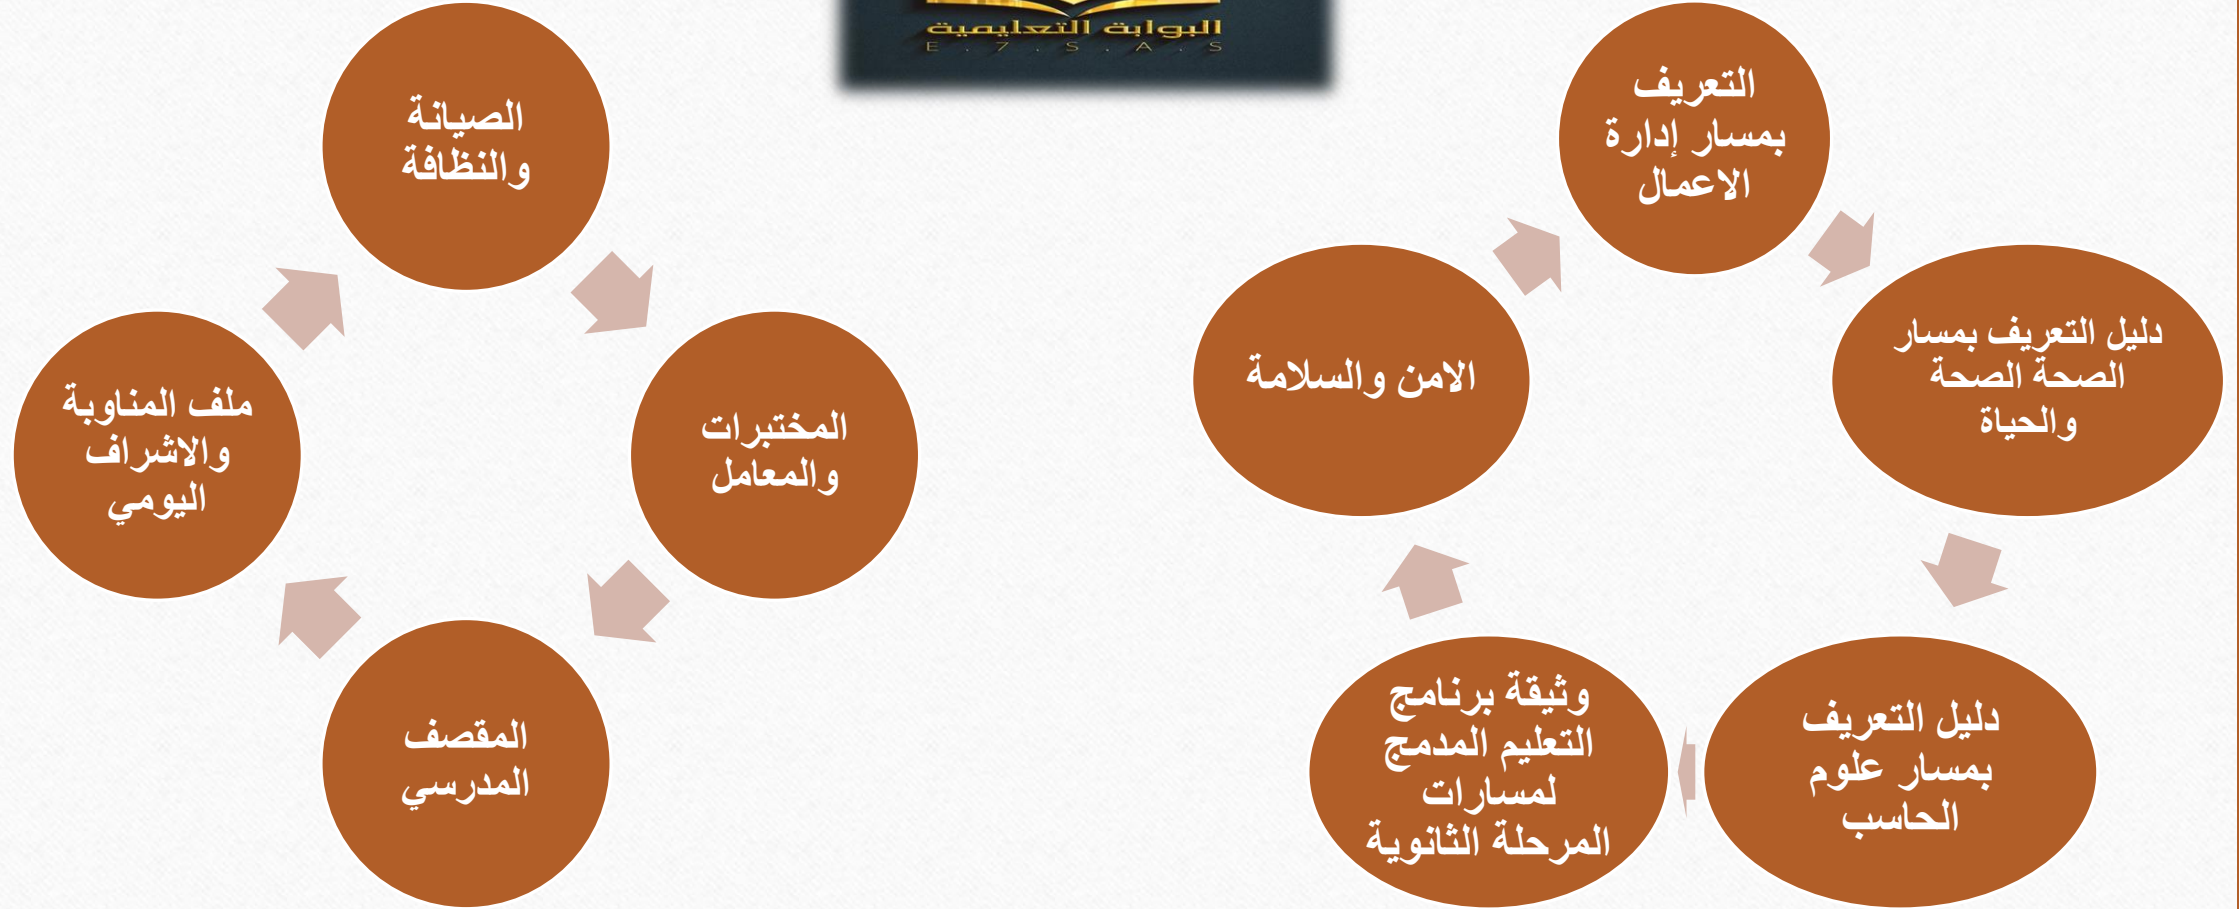 البوابة التعليمية
E . 7 . S . A . S
التعريف
بمسار إدارة
الاعمال
دليل التعريف بمسار
الصحة الصحة
والحياة
دليل التعريف
بمسار علوم
الحاسب
وثيقة برنامج
التعليم المدمج
لمسارات
المرحلة الثانوية
الامن والسلامة
الصيانة
والنظافة
المختبرات
والمعامل
المقصف
المدرسي
ملف المناوبة
والاشراف
اليومي